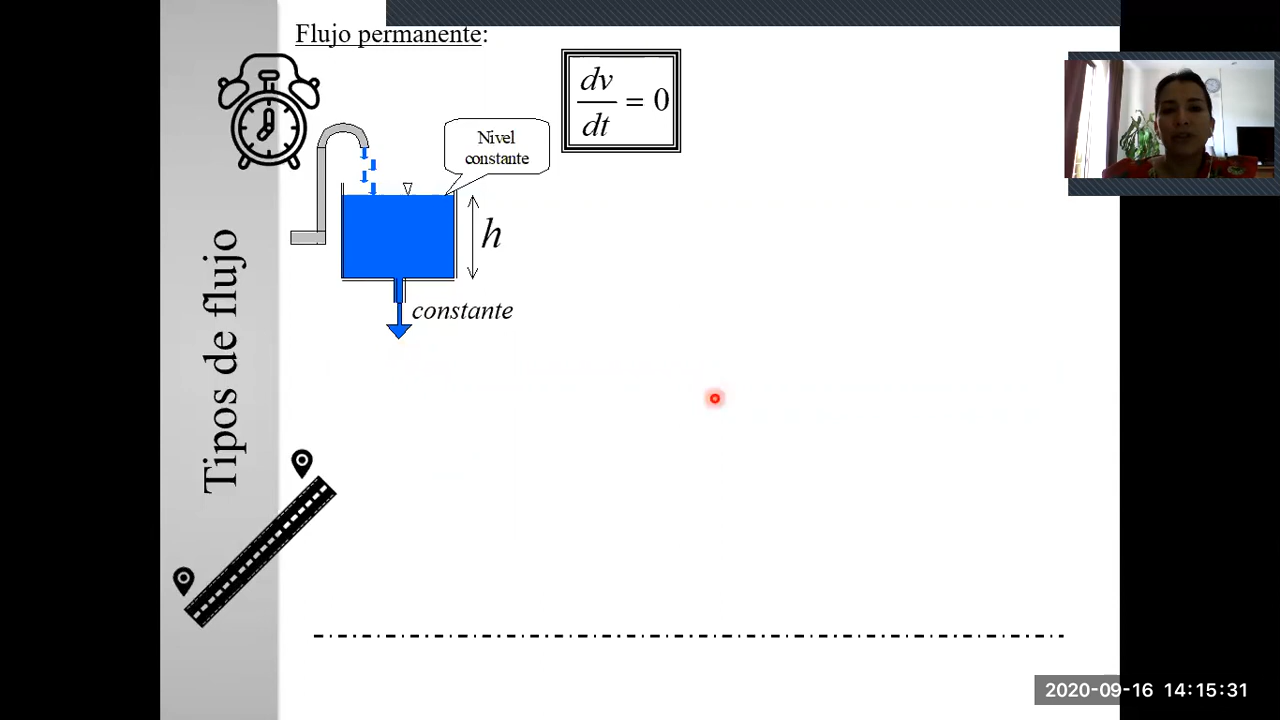 Flujo permanente:
dv
dt
= 0
Nivel
constante
h
constante
Tipos de flujo
2020-09-16 14:15:31